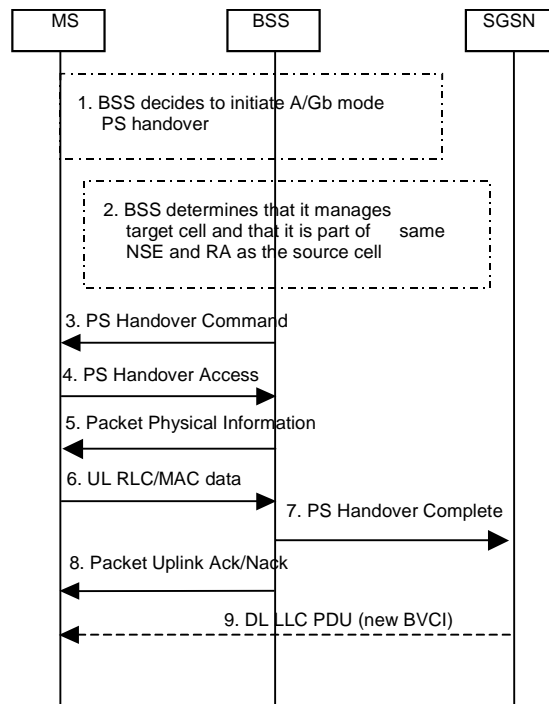 MS
BSS
SGSN
1. BSS decides to initiate A/Gb mode
PS handover
2. BSS determines that it manages
target cell and that it is part of same
NSE and RA as the source cell
3. PS Handover Command
4. PS Handover Access
5. Packet Physical Information
6. UL RLC/MAC data
7. PS Handover Complete
8. Packet Uplink Ack/Nack
9. DL LLC PDU (new BVCI)